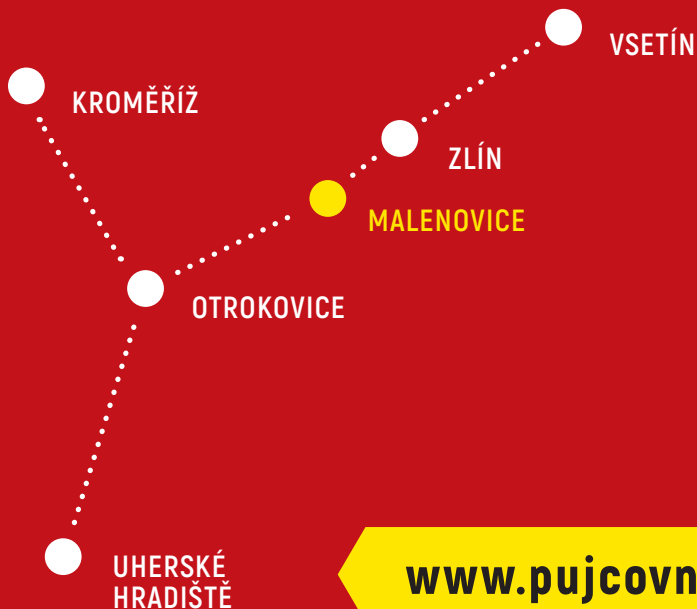 VSETÍN
KROMĚŘÍŽ
ZLÍN
MALENOVICE
OTROKOVICE
UHERSKÉ
HRADIŠTĚ
www.pujcovn